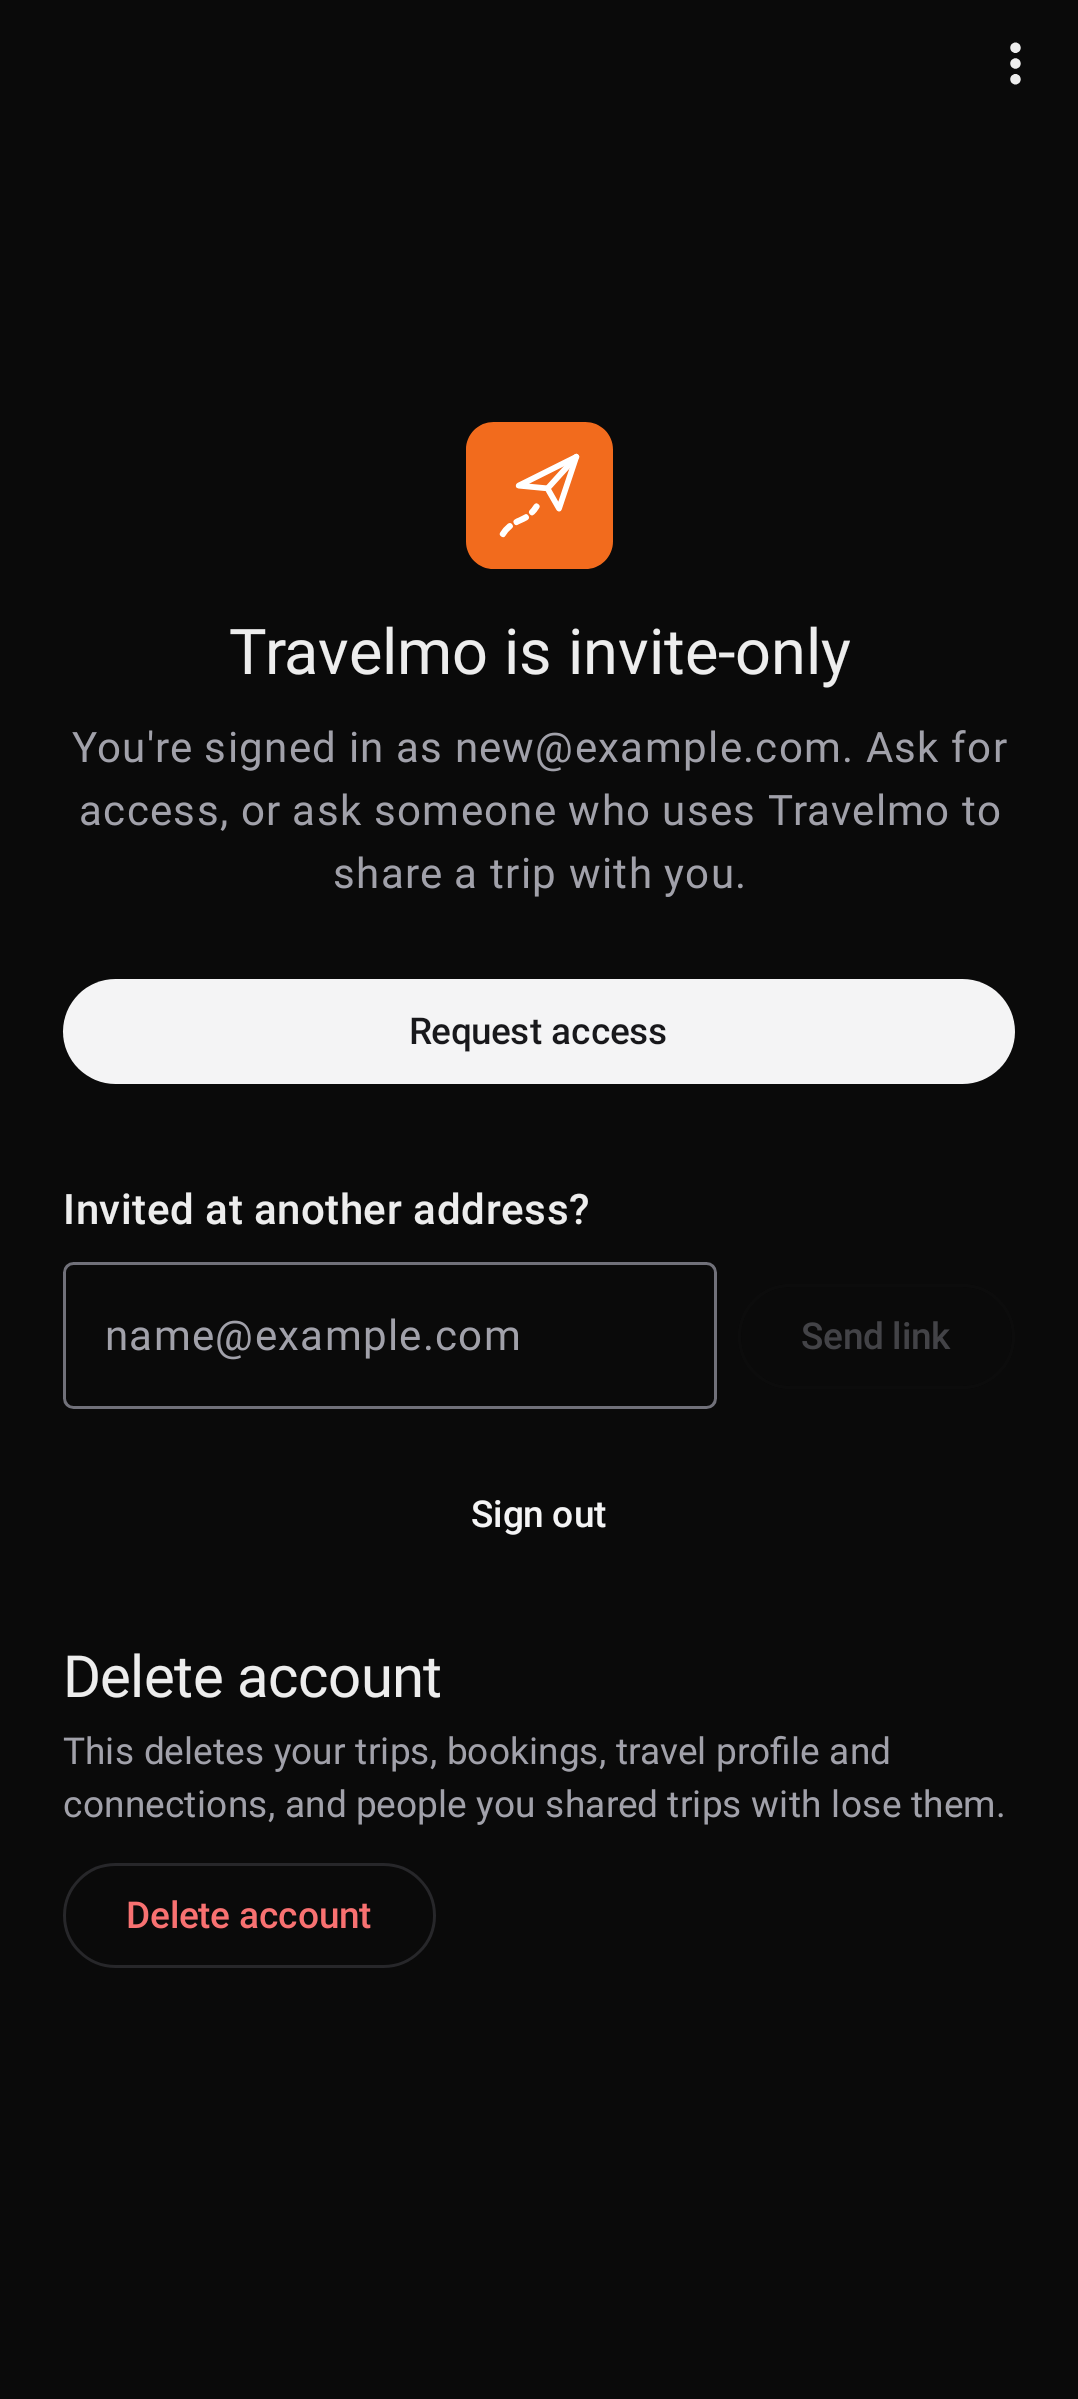 Travelmo is invite-only
You're signed in as new@example.com. Ask for
access, or ask someone who uses Travelmo to
share a trip with you.
Request access
Invited at another address?
name@example.com
Send link
Sign out
Delete account
This deletes your trips, bookings, travel profile and
connections, and people you shared trips with lose them.
Delete account